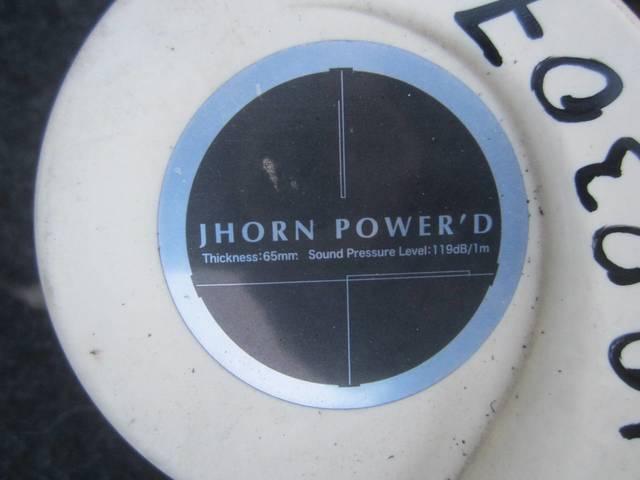 JHORN POWER'D
Thickness:65mm Sound Pressure Level:119dB/1m